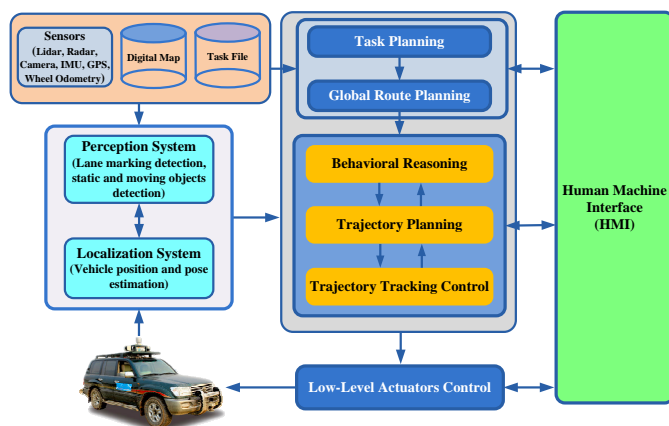 Sensors
(Lidar, Radar,
Camera, IMU, GPS,
Wheel Odometry)
Digital Map
Task File
Task Planning
Global Route Planning
Perception System
(Lane marking detection,
static and moving objects
detection)
Localization System
(Vehicle position and pose
estimation)
Behavioral Reasoning
Trajectory Planning
Trajectory Tracking Control
Low-Level Actuators Control
Human Machine
Interface
(HMI)